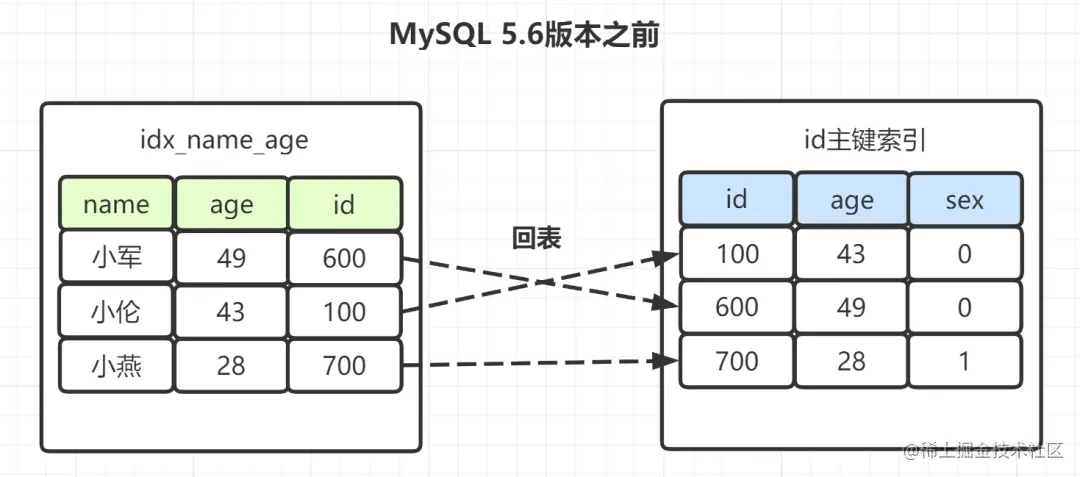 MySQL 5.6版本之前
idx_name_age
name age id
小军 49 600
小伦 43 100
小燕 28 700
回表
id主键索引
id age sex
100 43 0
600 49 0
700 28 1
@稀土掘金技术社区